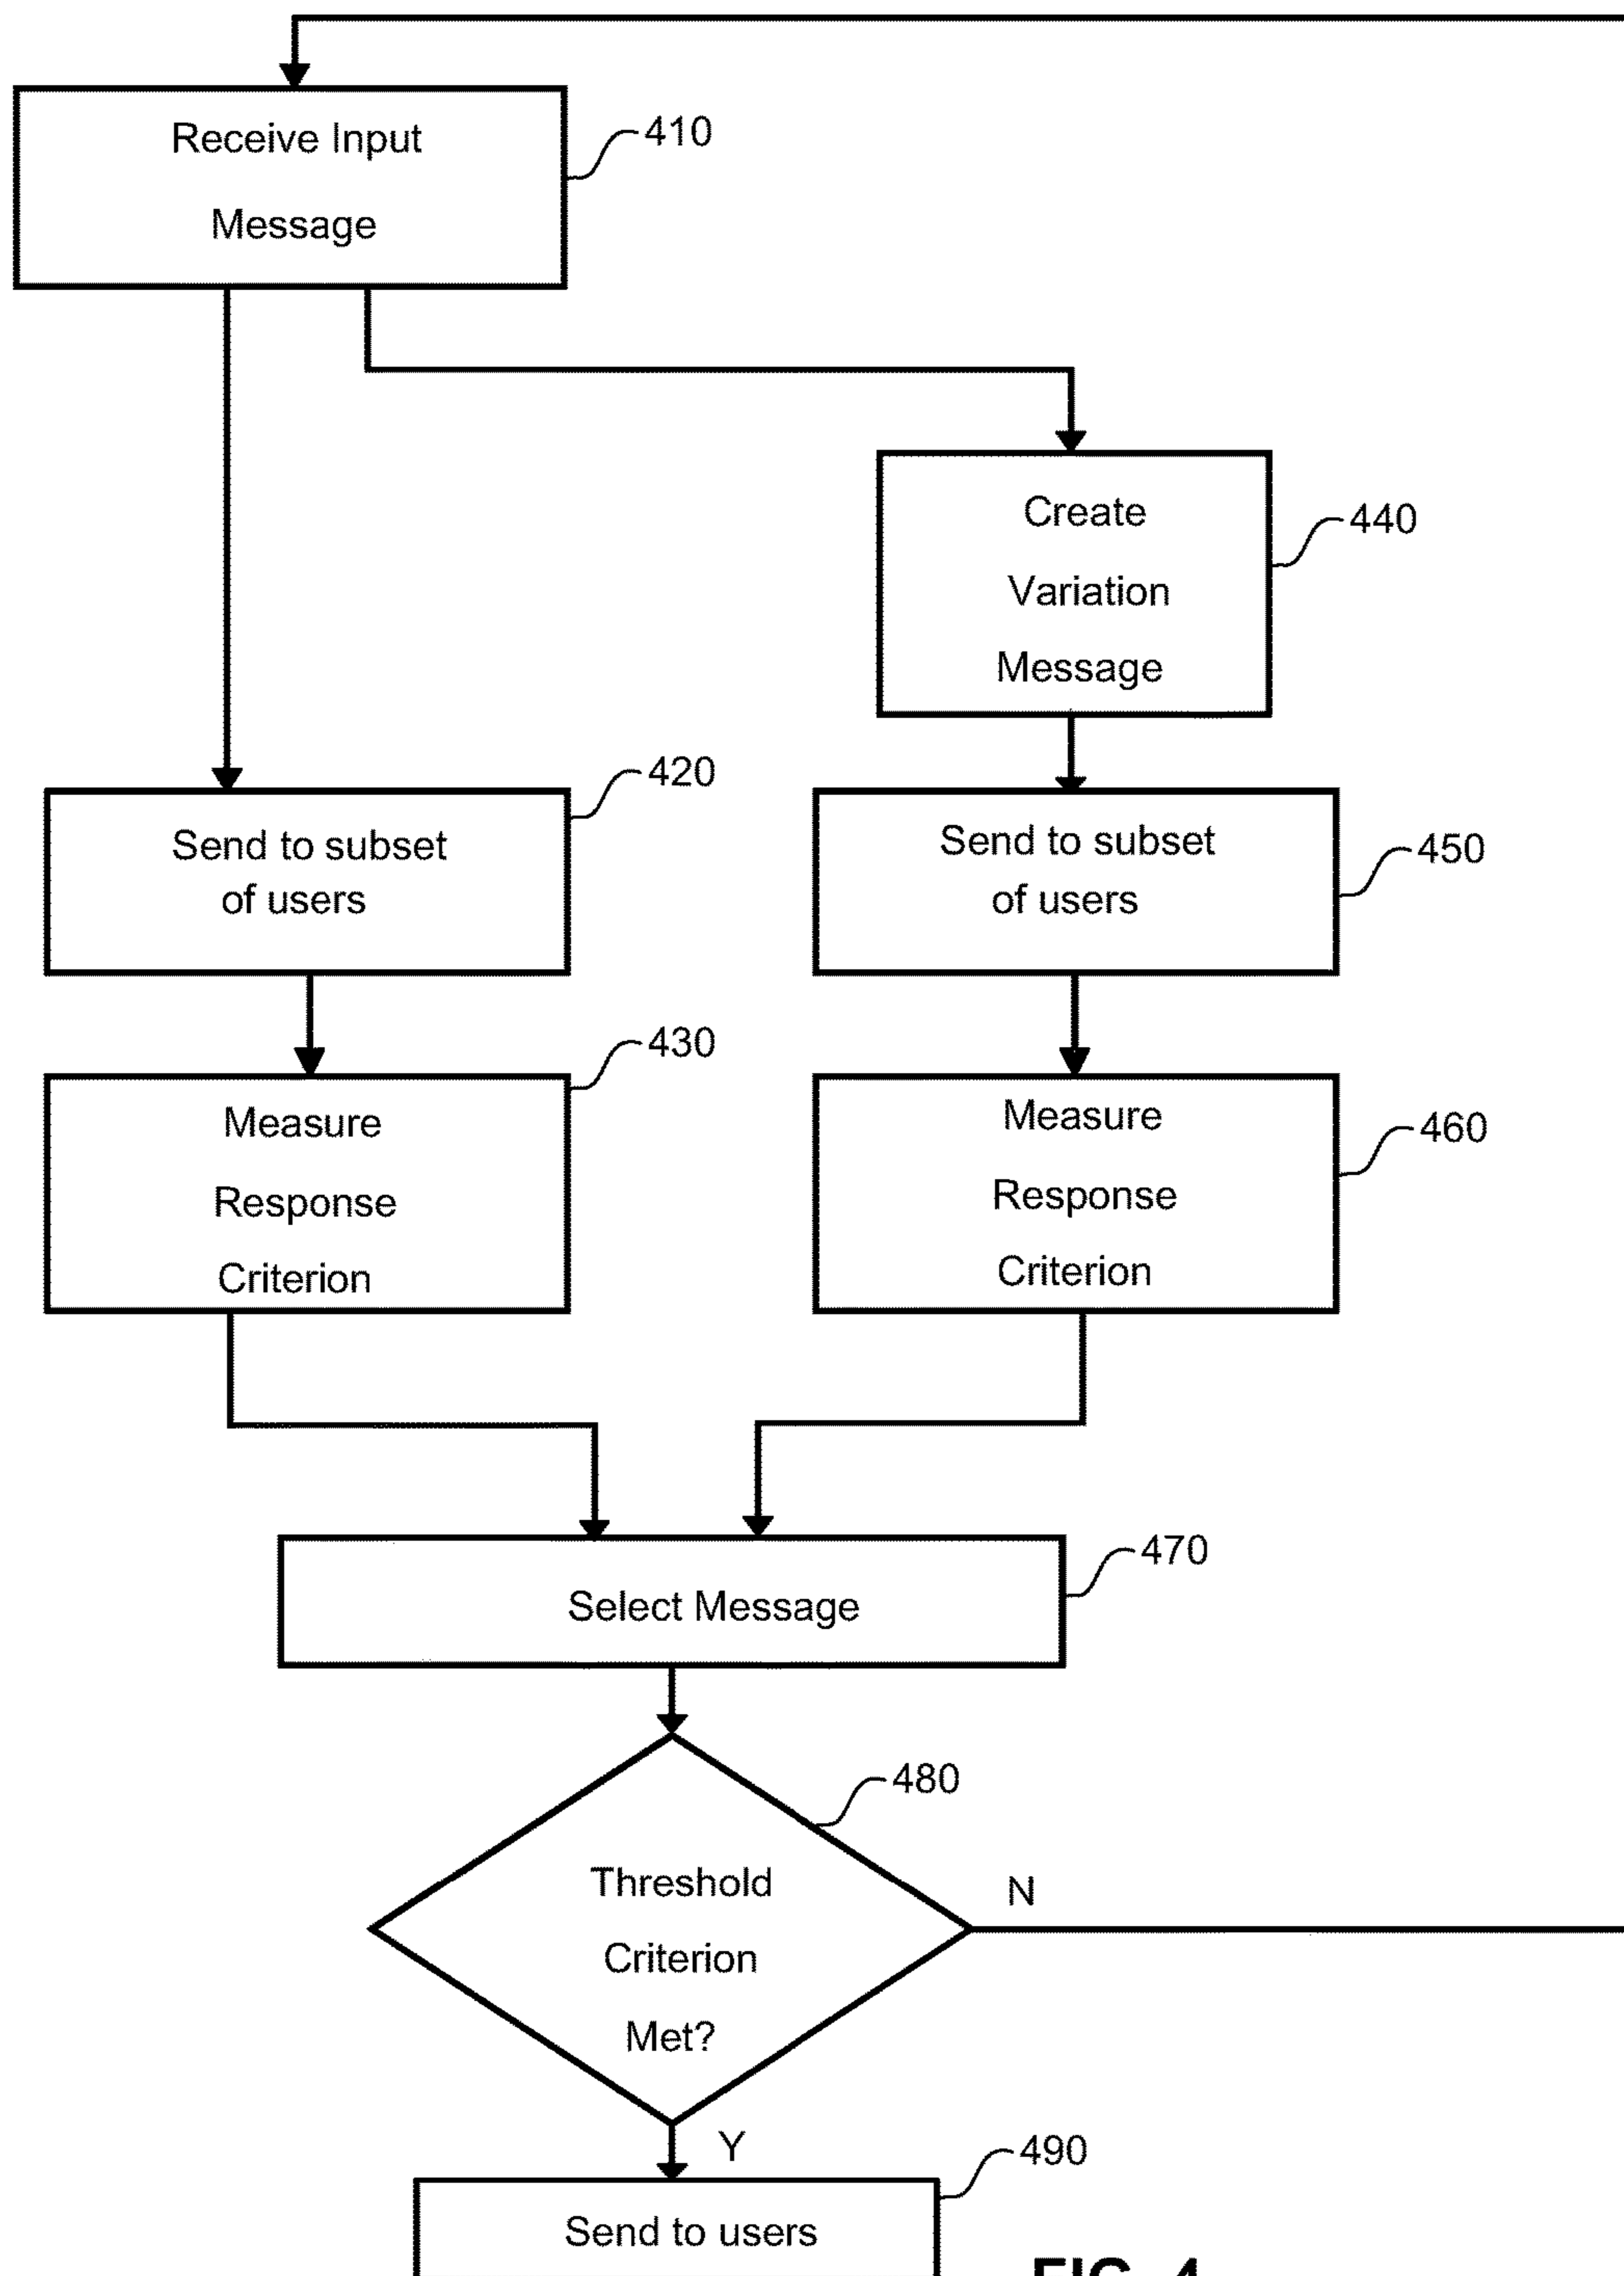 Receive Input
Message
410
Create
Variation
Message
440
Send to subset
of users
420
Send to subset
of users
450
Measure
Response
Criterion
430
Measure
Response
Criterion
460
Select Message
470
Threshold
Criterion
Met?
480
N
Y
Send to users
490
FIG. 4